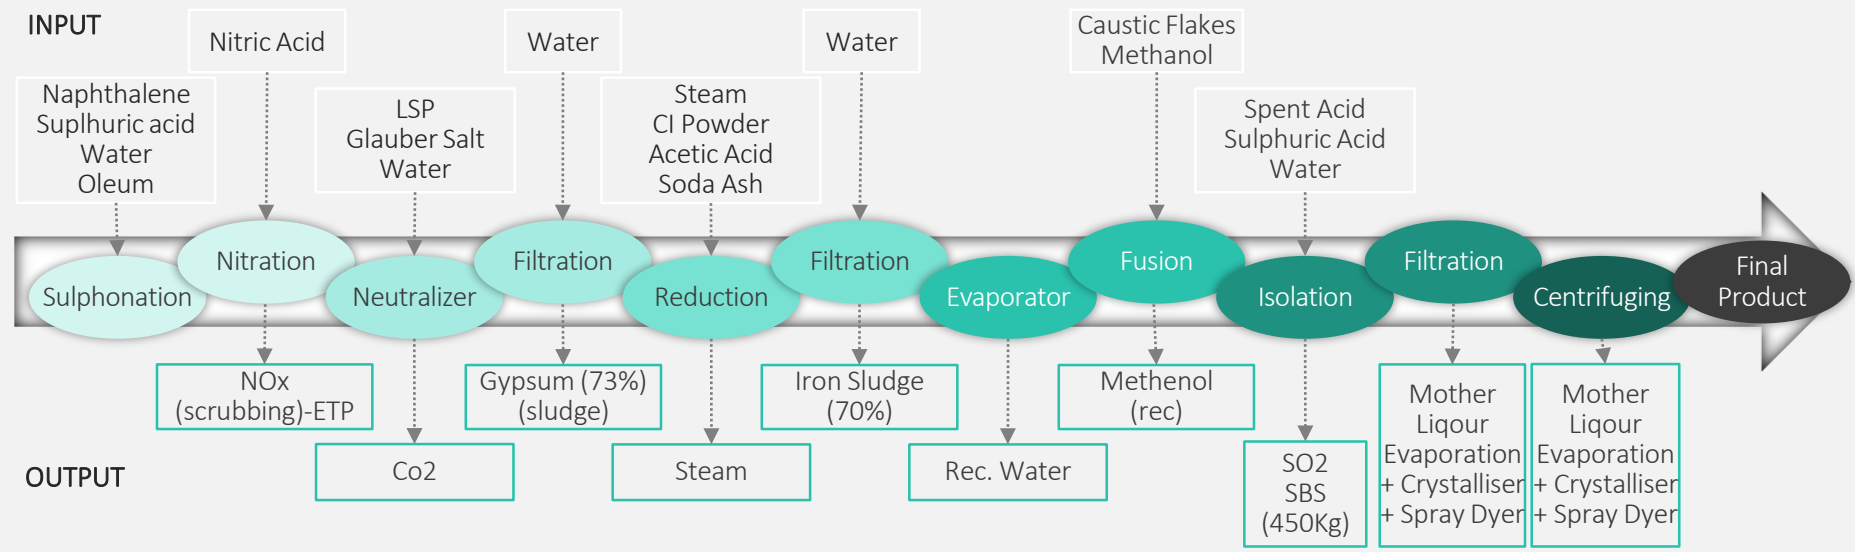 INPUT
Nitric Acid
Water
Water
Caustic Flakes
Methanol
Naphthalene
Suplhuric acid
Water
Oleum
LSP
Glauber Salt
Water
Steam
CI Powder
Acetic Acid
Soda Ash
Spent Acid
Sulphuric Acid
Water
Sulphonation
Nitration
Neutralizer
Filtration
Reduction
Filtration
Evaporator
Fusion
Isolation
Filtration
Centrifuging
Final
Product
NOx
(scrubbing)-ETP
Gypsum (73%)
(sludge)
Iron Sludge
(70%)
Methenol
(rec)
Mother
Liqour
Evaporation
+ Crystalliser
+ Spray Dyer
Mother
Liqour
Evaporation
+ Crystalliser
+ Spray Dyer
OUTPUT
Co2
Steam
Rec. Water
SO2
SBS
(450Kg)